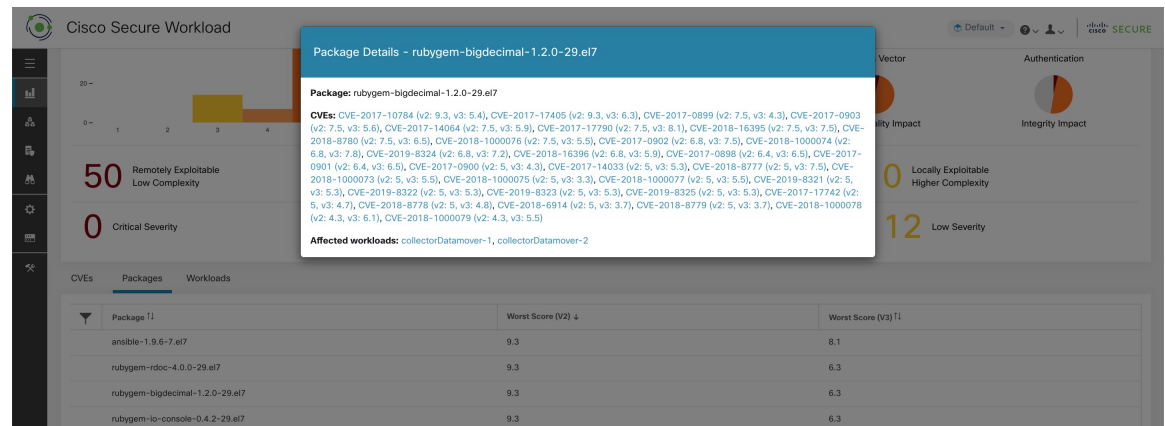 Cisco Secure Workload
Default
CISCO SECURE
Package Details - rubygem-bigdecimal-1.2.0-29.el7
Vector
Authentication
20
0
1 2 3 4
Package: rubygem-bigdecimal-1.2.0-29.el7
CVEs: CVE-2017-10784 (v2: 9.3, v3: 5.4), CVE-2017-17405 (v2: 9.3, v3: 6.3), CVE-2017-0899 (v2: 7.5, v3: 4.3), CVE-2017-0903
(v2: 7.5, v3: 5.6), CVE-2017-14064 (v2: 7.5, v3: 5.9), CVE-2017-17790 (v2: 7.5, v3: 8.1), CVE-2018-16395 (v2: 7.5, v3: 7.5), CVE-
2018-8780 (v2: 7.5, v3: 6.5), CVE-2018-1000076 (v2: 7.5, v3: 5.5), CVE-2017-0902 (v2: 6.8, v3: 7.5), CVE-2018-1000074 (v2:
6.8, v3: 7.8), CVE-2019-8324 (v2: 6.8, v3: 7.2), CVE-2018-16396 (v2: 6.8, v3: 5.9), CVE-2017-0898 (v2: 6.4, v3: 6.5), CVE-2017-
0901 (v2: 6.4, v3: 6.5), CVE-2017-0900 (v2: 5, v3: 4.3), CVE-2017-14033 (v2: 5, v3: 5.3), CVE-2018-8777 (v2: 5, v3: 7.5), CVE-
2018-1000073 (v2: 5, v3: 5.5), CVE-2018-1000075 (v2: 5, v3: 3.3), CVE-2018-1000077 (v2: 5, v3: 5.5), CVE-2019-8321 (v2: 5,
v3: 5.3), CVE-2019-8322 (v2: 5, v3: 5.3), CVE-2019-8323 (v2: 5, v3: 5.3), CVE-2019-8325 (v2: 5, v3: 5.3), CVE-2017-17742 (v2:
5, v3: 4.7), CVE-2018-8778 (v2: 5, v3: 4.8), CVE-2018-6914 (v2: 5, v3: 3.7), CVE-2018-8779 (v2: 5, v3: 3.7), CVE-2018-1000078
(v2: 4.3, v3: 6.1), CVE-2018-1000079 (v2: 4.3, v3: 5.5)
Affected workloads: collectorDatamover-1, collectorDatamover-2
ility Impact
Integrity Impact
50 Remotely Exploitable
Low Complexity
0 Locally Exploitable
Higher Complexity
0 Critical Severity
12 Low Severity
CVEs Packages Workloads
Package Worst Score (V2) Worst Score (V3)
ansible-1.9.6-7.el7 9.3 8.1
rubygem-rdoc-4.0.0-29.el7 9.3 6.3
rubygem-bigdecimal-1.2.0-29.el7 9.3 6.3
rubygem-io-console-0.4.2-29.el7 9.3 6.3